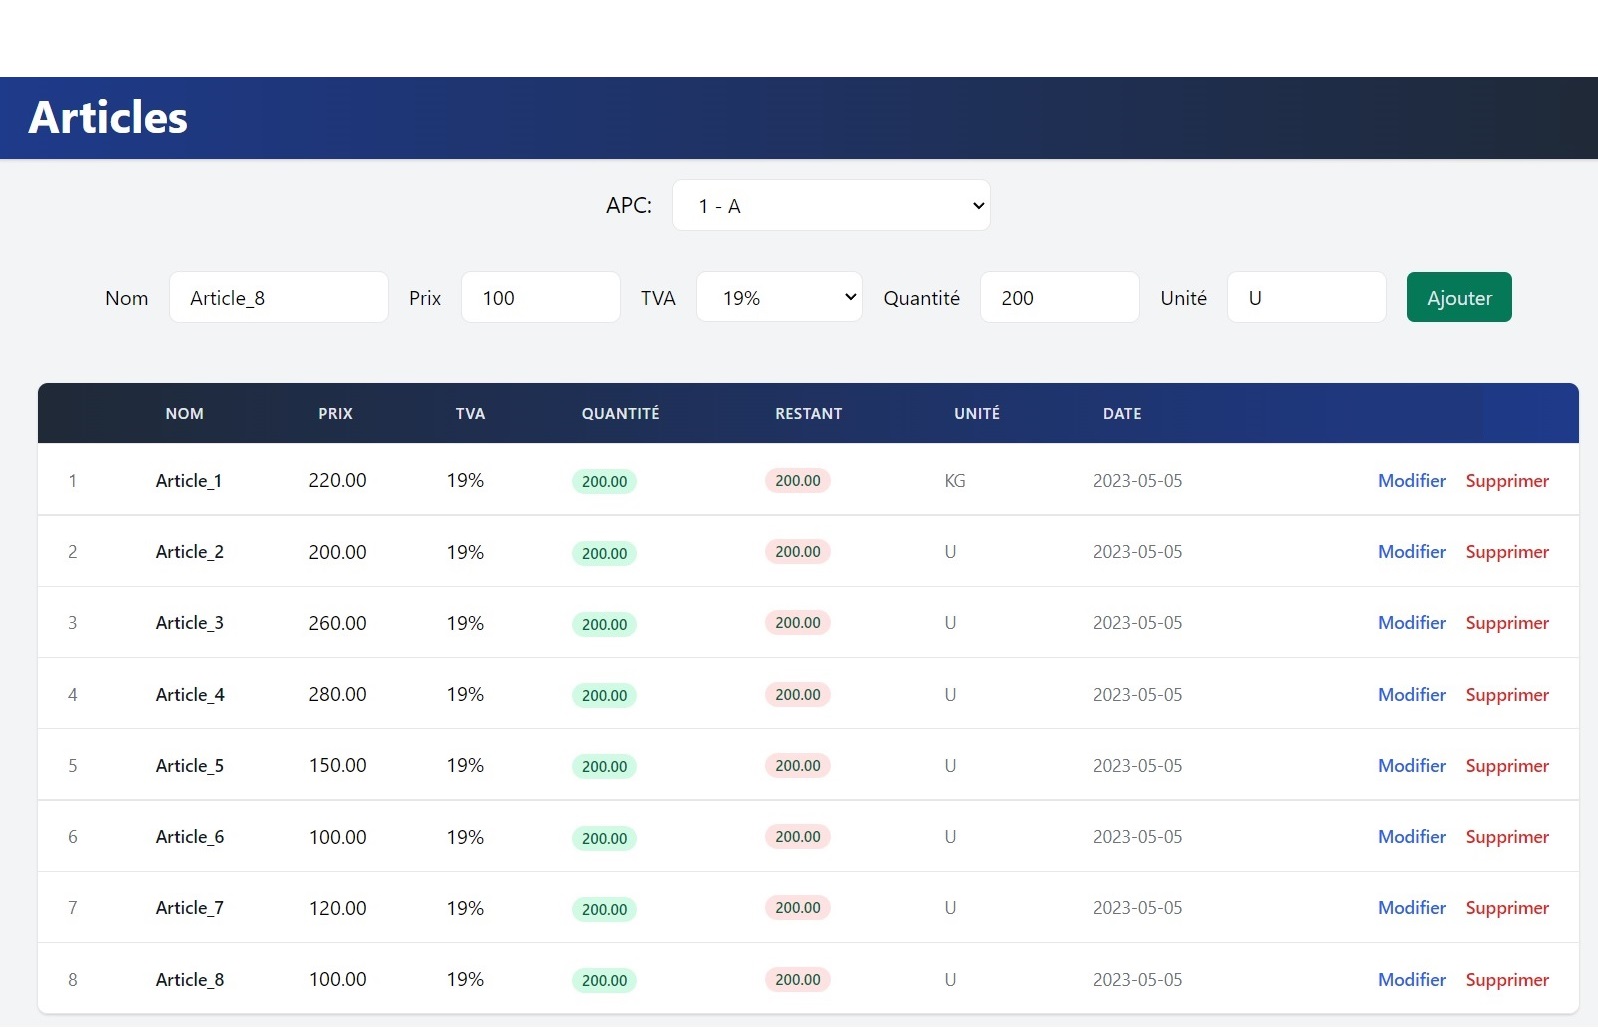 Articles
APC: 1 - A
Nom Article_8 Prix 100 TVA 19% Quantité 200 Unité U Ajouter
NOM PRIX TVA QUANTITÉ RESTANT UNITÉ DATE
1 Article_1 220.00 19% 200.00 200.00 KG 2023-05-05 Modifier Supprimer
2 Article_2 200.00 19% 200.00 200.00 U 2023-05-05 Modifier Supprimer
3 Article_3 260.00 19% 200.00 200.00 U 2023-05-05 Modifier Supprimer
4 Article_4 280.00 19% 200.00 200.00 U 2023-05-05 Modifier Supprimer
5 Article_5 150.00 19% 200.00 200.00 U 2023-05-05 Modifier Supprimer
6 Article_6 100.00 19% 200.00 200.00 U 2023-05-05 Modifier Supprimer
7 Article_7 120.00 19% 200.00 200.00 U 2023-05-05 Modifier Supprimer
8 Article_8 100.00 19% 200.00 200.00 U 2023-05-05 Modifier Supprimer